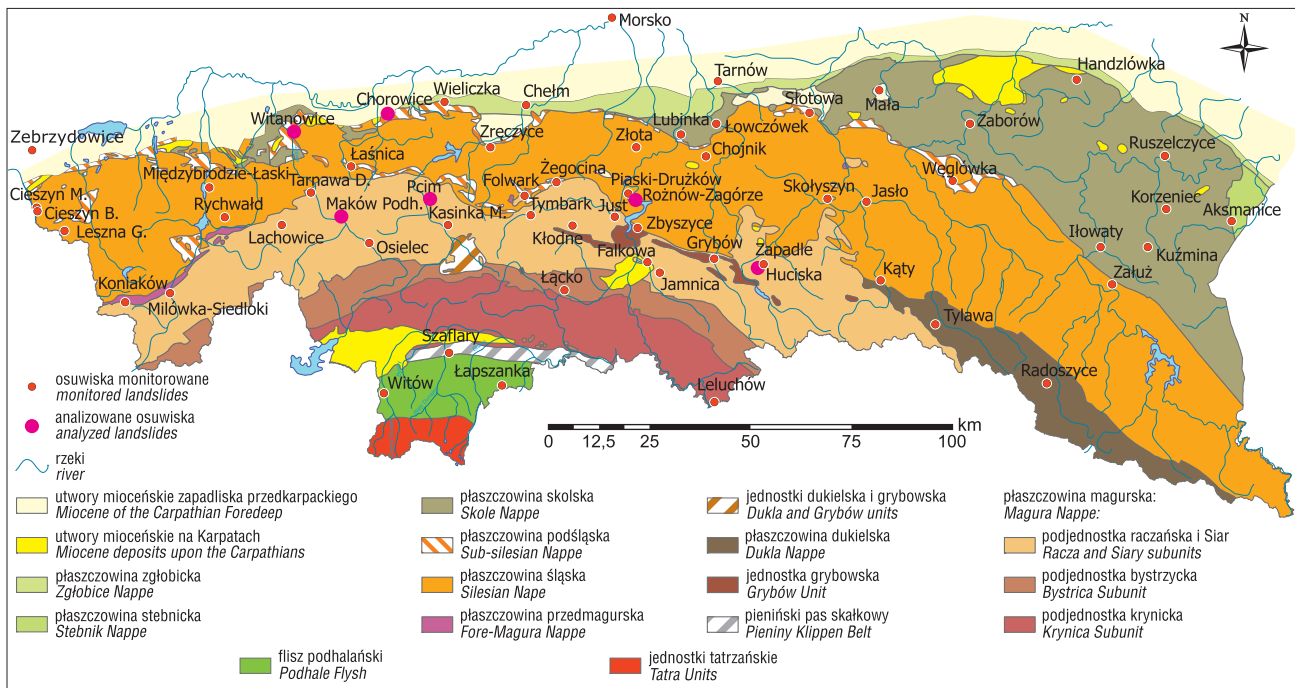 Morsko
N
Tarnów
Handzlówka
Wieliczka
Chełm
Chorowice
Słotowa
Mała
Witanowice
Lubinka
Łowczówek
Zaborów
Zebrzydowice
Zręczyce
Złota
Łaśnica
Chojnik
Ruszelczyce
Międzybrodzie-Łaski
Żegocina
Węglówka
Cieszyn M.
Tarnawa D.
Pcim
Folwark
Piaski-Drużków
Skołyszyn
Jasło
Rożnów-Zagórze
Cieszyn B.
Rychwałd
Maków Podh.
Kasinka M.
Tymbark
Just
Korzeniec
Aksmanice
Leszna G.
Lachowice
Osielec
Kłodne
Zbyszyce
Iłowaty
Kuźmina
Falkowa
Grybów
Zapadle
Huciska
Załuż
Koniaków
Łącko
Jamnica
Kąty
Milówka-Siedloki
Tylawa
Szaflary
Witów
Łapszanka
Leluchów
Radoszyce
km
0 12,5 25 50 75 100
osuwiska monitorowane
monitored landslides
analizowane osuwiska
analyzed landslides
rzeki
river
utwory mioceńskie zapadliska przedkarpackiego
Miocene of the Carpathian Foredeep
utwory mioceńskie na Karpatach
Miocene deposits upon the Carpathians
płaszczowina zgłobicka
Zgłobice Nappe
płaszczowina stebnicka
Stebnik Nappe
płaszczowina skolska
Skole Nappe
płaszczowina podśląska
Sub-silesian Nappe
płaszczowina śląska
Silesian Nape
płaszczowina przedmagurska
Fore-Magura Nappe
jednostki dukielska i grybowska
Dukla and Grybów units
płaszczowina dukielska
Dukla Nappe
jednostka grybowska
Grybów Unit
pieniński pas skałkowy
Pieniny Klippen Belt
płaszczowina magurska:
Magura Nappe:
podjednostka raczańska i Siar
Racza and Siary subunits
podjednostka bystrzycka
Bystrica Subunit
podjednostka krynicka
Krynica Subunit
flisz podhalański
Podhale Flysh
jednostki tatrzańskie
Tatra Units